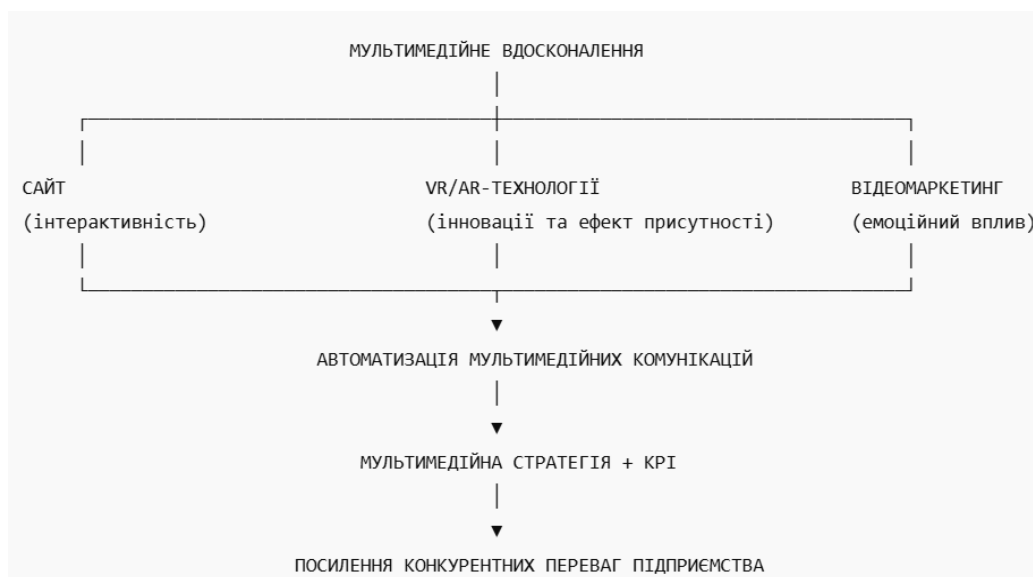 МУЛЬТИМЕДІЙНЕ ВДОСКОНАЛЕННЯ
САЙТ VR/AR-ТЕХНОЛОГІЇ ВІДЕОМАРКЕТИНГ
(інтерактивність) (інновації та ефект присутності) (емоційний вплив)
АВТОМАТИЗАЦІЯ МУЛЬТИМЕДІЙНИХ КОМУНІКАЦІЙ
МУЛЬТИМЕДІЙНА СТРАТЕГІЯ + KPI
ПОСИЛЕННЯ КОНКУРЕНТНИХ ПЕРЕВАГ ПІДПРИЄМСТВА